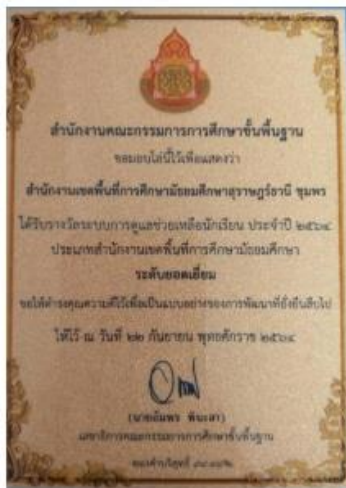 สำนักงานคณะกรรมการการศึกษาขั้นพื้นฐาน
ขอมอบโล่นี้ไว้เพื่อแสดงว่า
สำนักงานเขตพื้นที่การศึกษามัธยมศึกษาสุราษฎร์ธานี ชุมพร
ได้รับรางวัลระบบการดูแลช่วยเหลือนักเรียน ประจำปี ๒๕๖๔
ประเภทสำนักงานเขตพื้นที่การศึกษามัธยมศึกษา
ระดับยอดเยี่ยม
ขอให้ดำรงคุณความดีไว้เพื่อเป็นแบบอย่างของการพัฒนาที่ยั่งยืนสืบไป
ให้ไว้ ณ วันที่ ๒๒ กันยายน พุทธศักราช ๒๕๖๔
(นายอัมพร พินะสา)
เลขาธิการคณะกรรมการการศึกษาขั้นพื้นฐาน